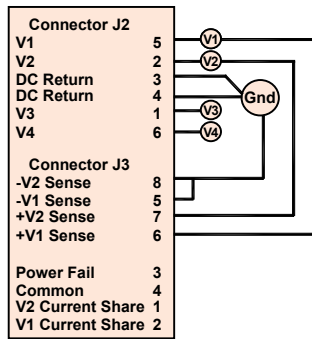 Connector J2
V1 5 V1
V2 2 V2
DC Return 3
DC Return 4 Gnd
V3 1 V3
V4 6 V4
Connector J3
-V2 Sense 8
-V1 Sense 5
+V2 Sense 7
+V1 Sense 6
Power Fail 3
Common 4
V2 Current Share 1
V1 Current Share 2